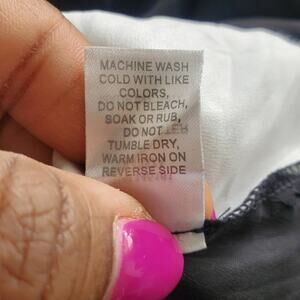 MACHINE WASH
COLD WITH LIKE
COLORS,
DO NOT BLEACH,
SOAK OR RUB,
DO NOT
TUMBLE DRY,
WARM IRON ON
REVERSE SIDE